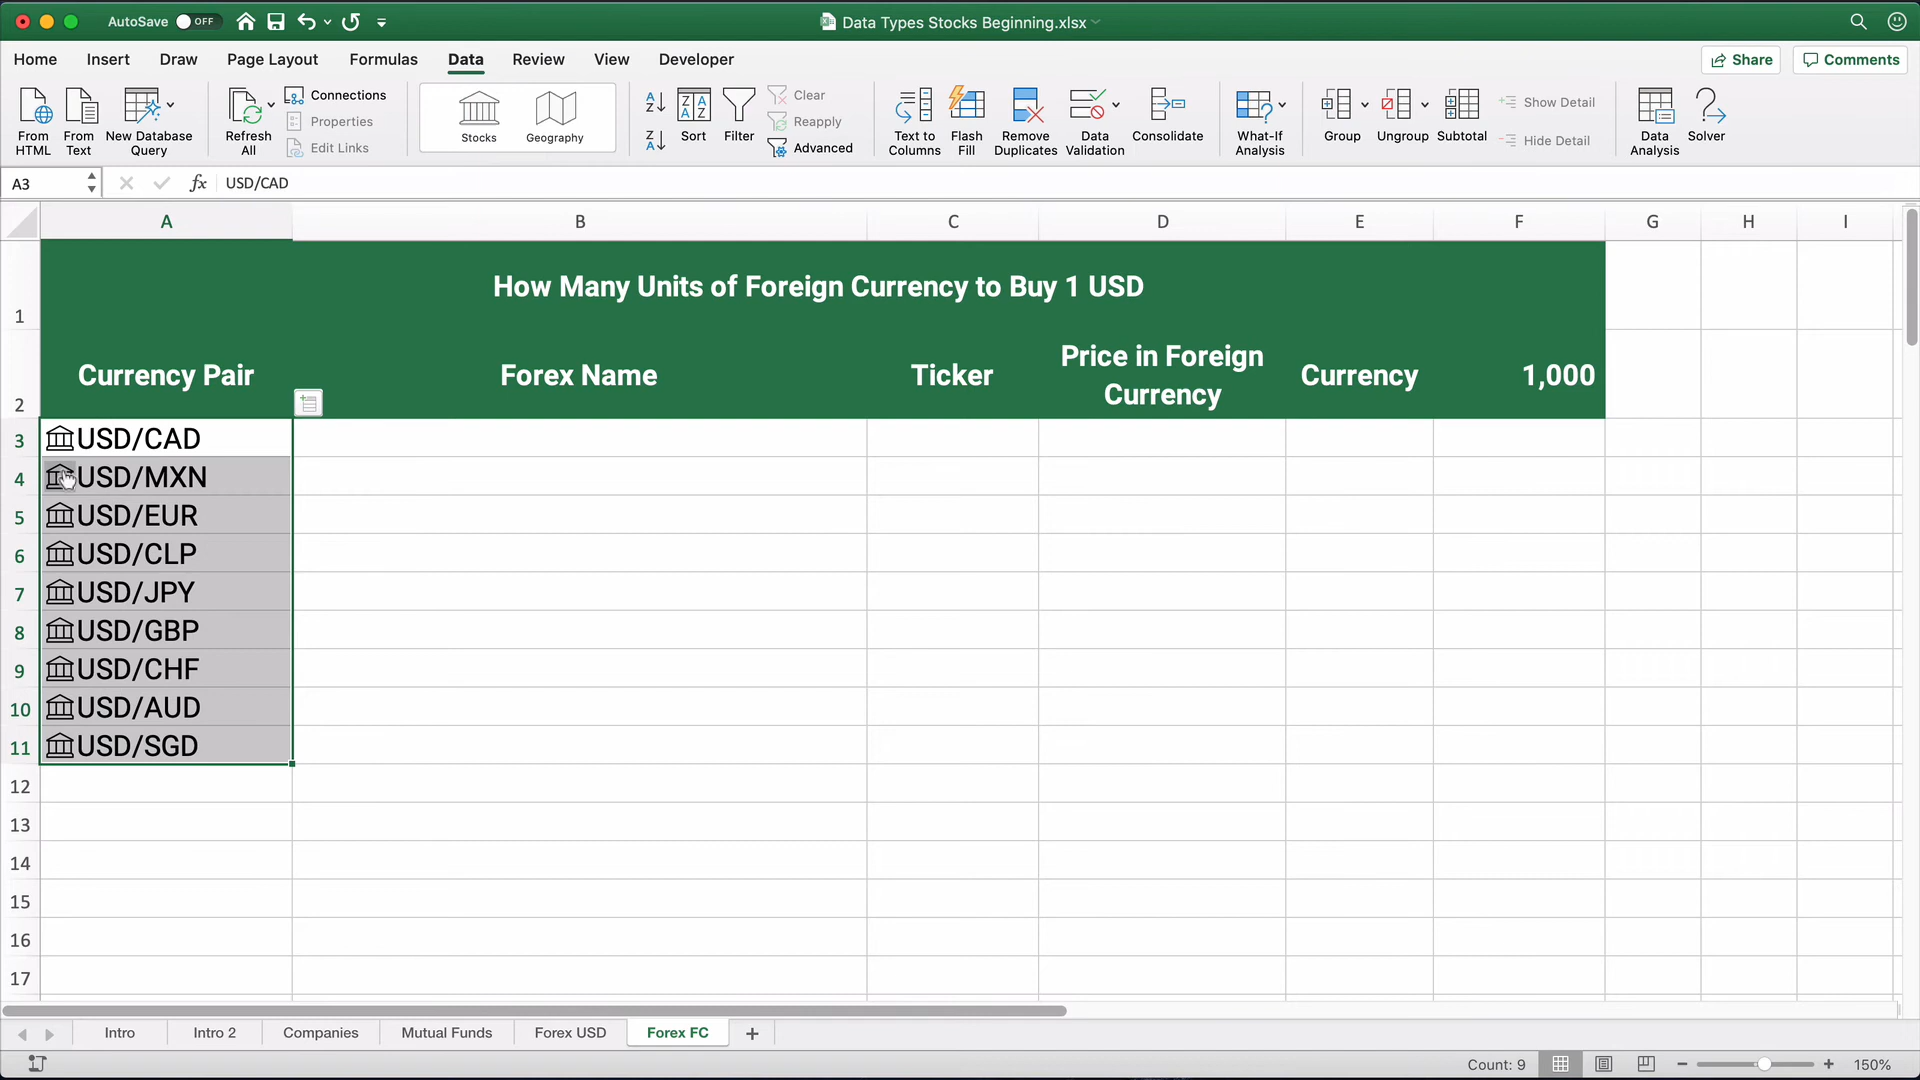 AutoSave OFF
Data Types Stocks Beginning.xlsx
Home Insert Draw Page Layout Formulas Data Review View Developer Share Comments
From HTML
From Text
New Database Query
Refresh All
Connections
Properties
Edit Links
Stocks
Geography
Sort
Filter
Clear
Reapply
Advanced
Text to Columns
Flash Fill
Remove Duplicates
Data Validation
Consolidate
What-If Analysis
Group
Ungroup
Subtotal
Show Detail
Hide Detail
Data Analysis
Solver
A3 fx USD/CAD
A B C D E F G H I
1 How Many Units of Foreign Currency to Buy 1 USD
2 Currency Pair Forex Name Ticker Price in Foreign Currency Currency 1,000
3 USD/CAD
4 USD/MXN
5 USD/EUR
6 USD/CLP
7 USD/JPY
8 USD/GBP
9 USD/CHF
10 USD/AUD
11 USD/SGD
12
13
14
15
16
17
Intro Intro 2 Companies Mutual Funds Forex USD Forex FC +
Count: 9 150%